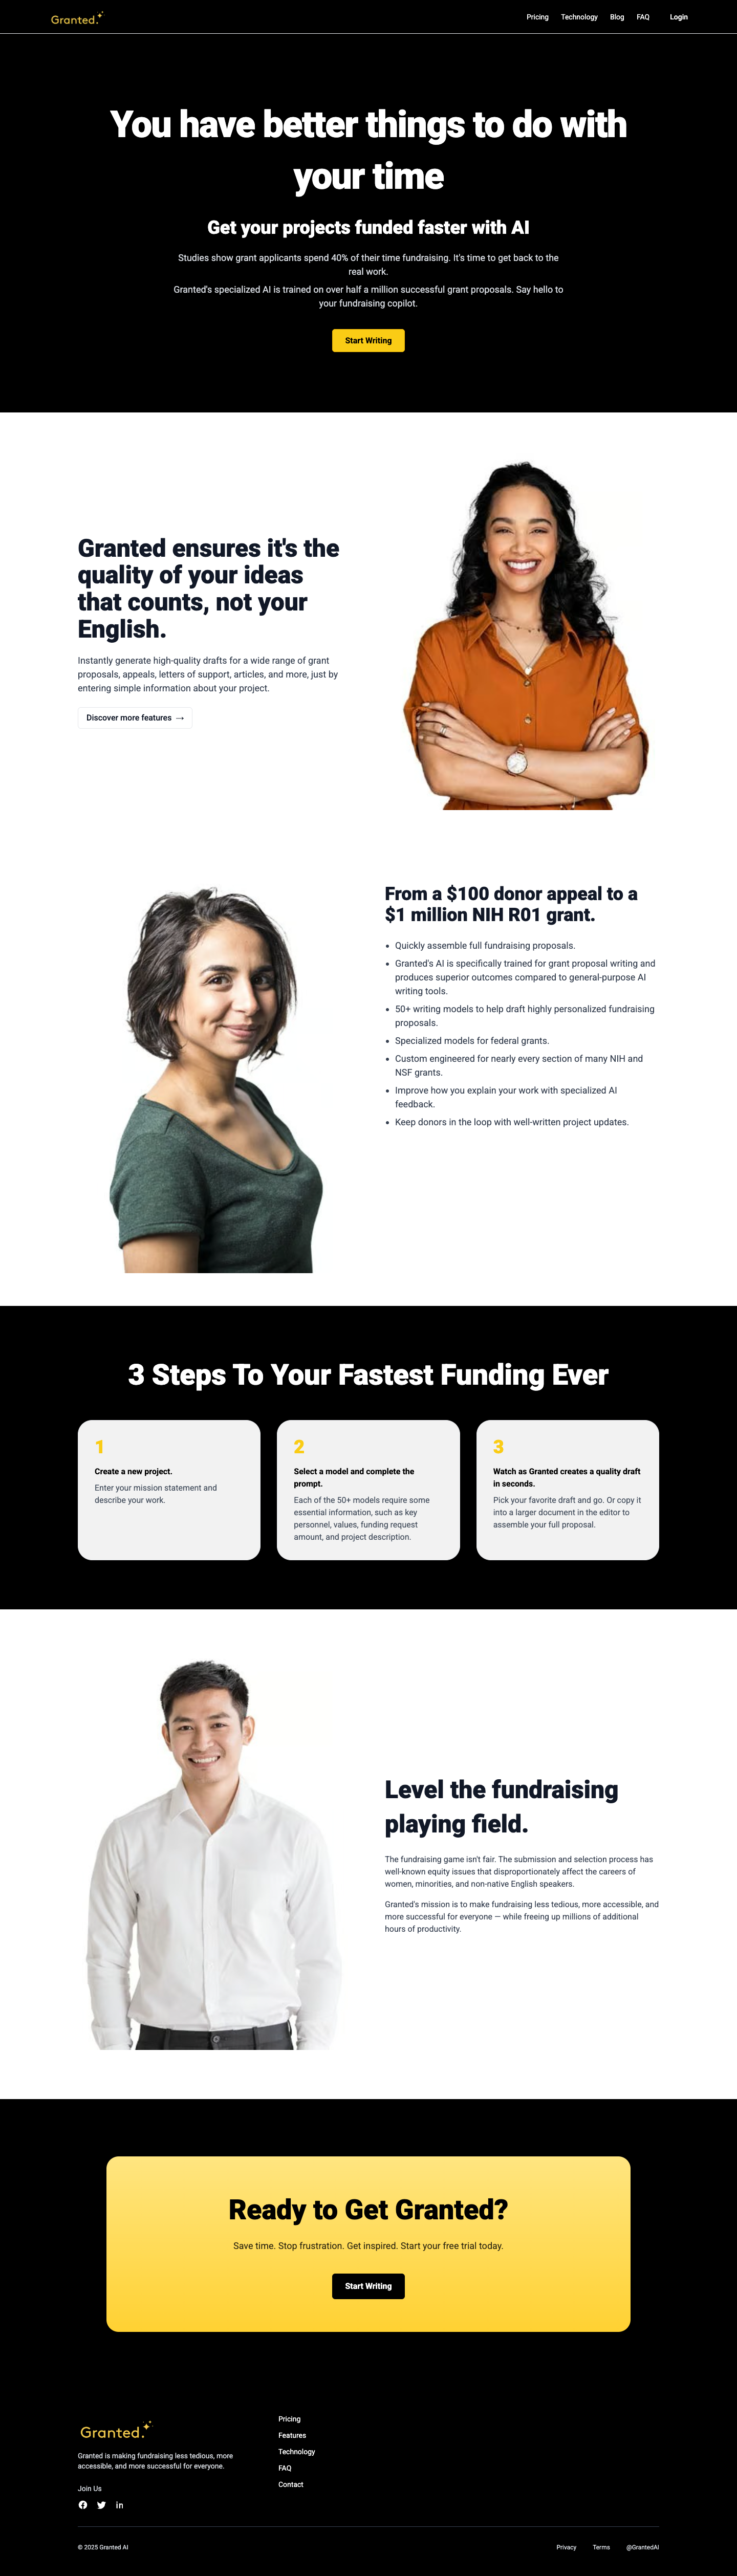 Granted.
Pricing Technology Blog FAQ Login
You have better things to do with
your time
Get your projects funded faster with AI
Studies show grant applicants spend 40% of their time fundraising. It's time to get back to the
real work.
Granted's specialized AI is trained on over half a million successful grant proposals. Say hello to
your fundraising copilot.
Start Writing
Granted ensures it's the
quality of your ideas
that counts, not your
English.
Instantly generate high-quality drafts for a wide range of grant
proposals, appeals, letters of support, articles, and more, just by
entering simple information about your project.
Discover more features →
From a $100 donor appeal to a
$1 million NIH R01 grant.
• Quickly assemble full fundraising proposals.
• Granted's AI is specifically trained for grant proposal writing and
produces superior outcomes compared to general-purpose AI
writing tools.
• 50+ writing models to help draft highly personalized fundraising
proposals.
• Specialized models for federal grants.
• Custom engineered for nearly every section of many NIH and
NSF grants.
• Improve how you explain your work with specialized AI
feedback.
• Keep donors in the loop with well-written project updates.
3 Steps To Your Fastest Funding Ever
1
Create a new project.
Enter your mission statement and
describe your work.
2
Select a model and complete the
prompt.
Each of the 50+ models require some
essential information, such as key
personnel, values, funding request
amount, and project description.
3
Watch as Granted creates a quality draft
in seconds.
Pick your favorite draft and go. Or copy it
into a larger document in the editor to
assemble your full proposal.
Level the fundraising
playing field.
The fundraising game isn't fair. The submission and selection process has
well-known equity issues that disproportionately affect the careers of
women, minorities, and non-native English speakers.
Granted's mission is to make fundraising less tedious, more accessible, and
more successful for everyone — while freeing up millions of additional
hours of productivity.
Ready to Get Granted?
Save time. Stop frustration. Get inspired. Start your free trial today.
Start Writing
Granted.
Granted is making fundraising less tedious, more
accessible, and more successful for everyone.
Join Us
Pricing
Features
Technology
FAQ
Contact
© 2025 Granted AI
Privacy Terms @GrantedAI